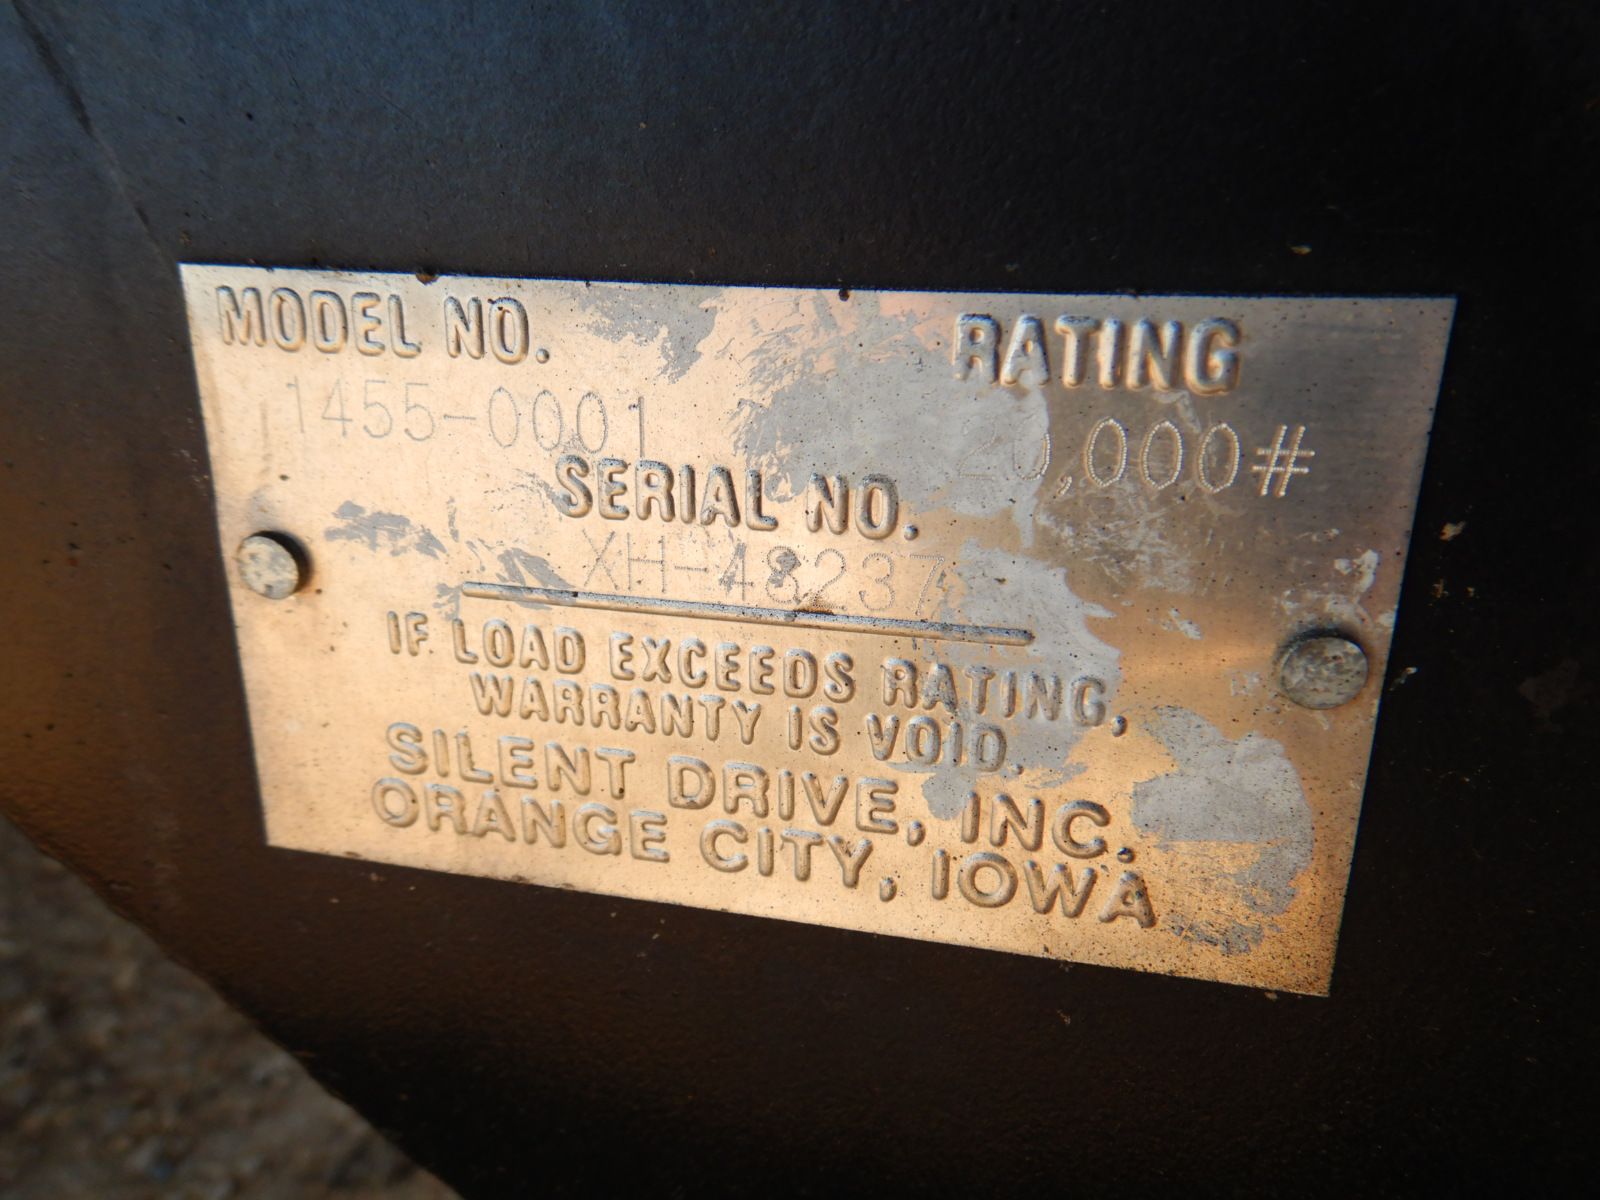 MODEL NO. RATING
1455-0001 20,000#
SERIAL NO.
XH-48237
IF LOAD EXCEEDS RATING,
WARRANTY IS VOID.
SILENT DRIVE, INC.
ORANGE CITY, IOWA